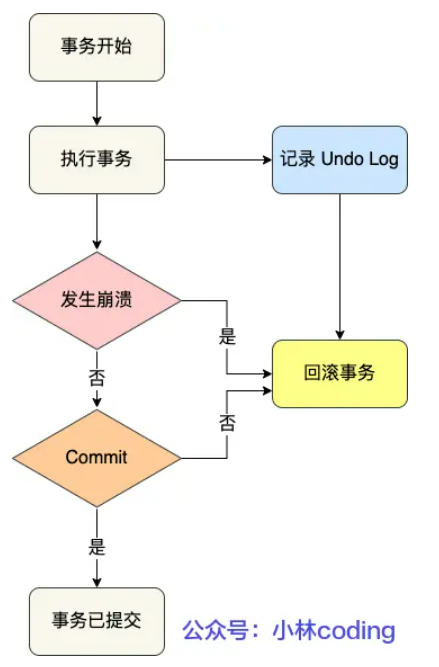 事务开始
执行事务
记录 Undo Log
发生崩溃
是
回滚事务
否
否
Commit
是
事务已提交
公众号：小林coding